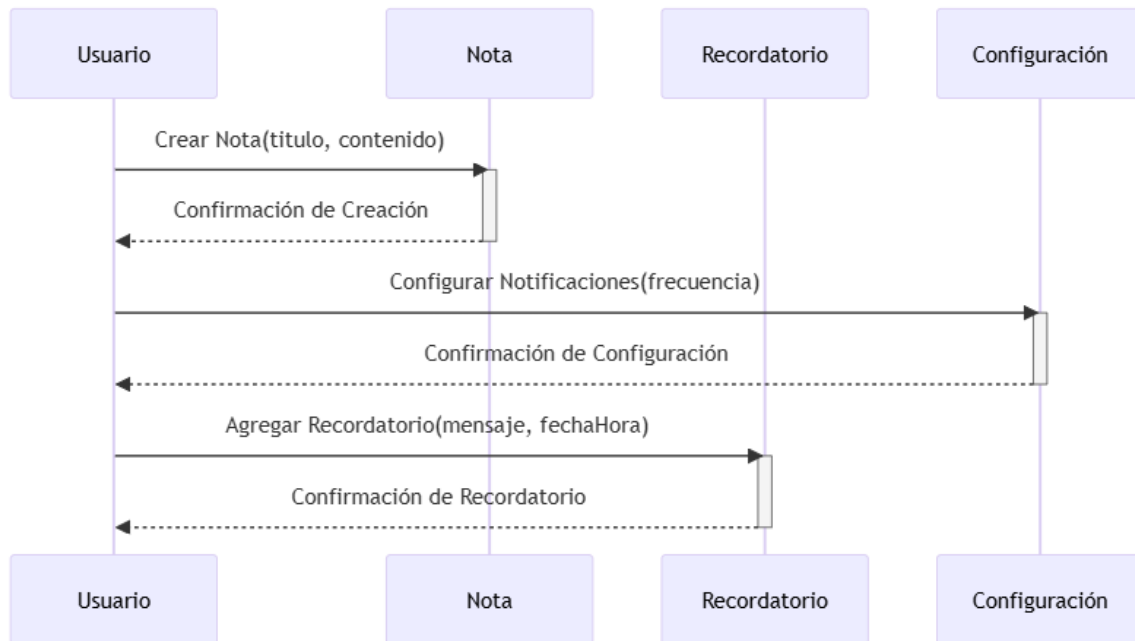 Usuario
Nota
Recordatorio
Configuración
Crear Nota(titulo, contenido)
Confirmación de Creación
Configurar Notificaciones(frecuencia)
Confirmación de Configuración
Agregar Recordatorio(mensaje, fechaHora)
Confirmación de Recordatorio
Usuario
Nota
Recordatorio
Configuración